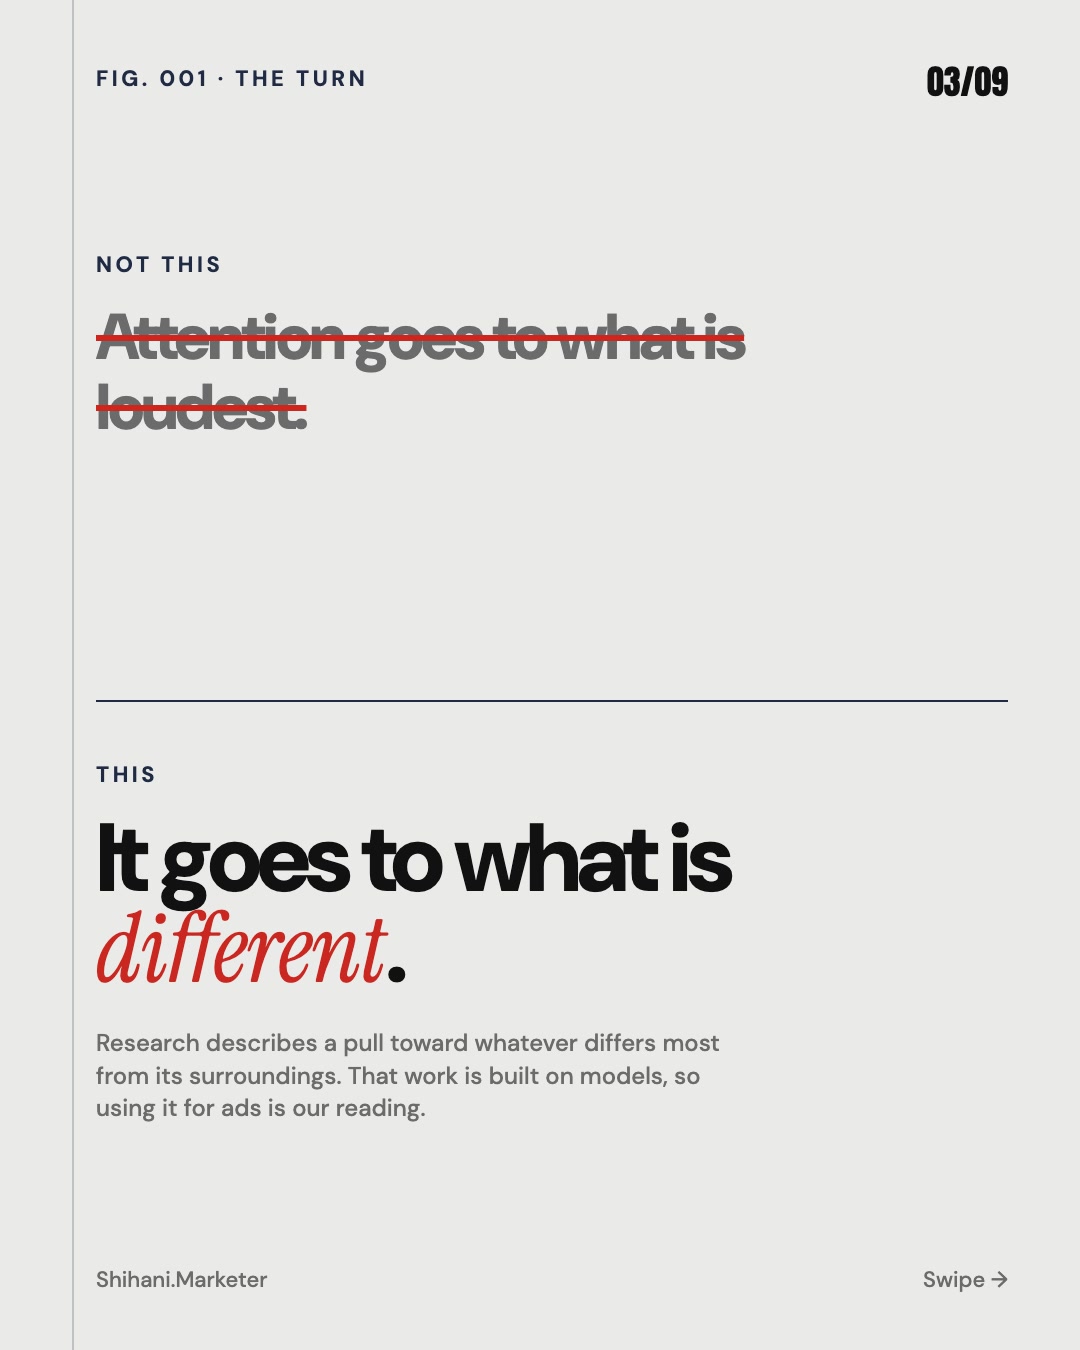 FIG. 001 · THE TURN
03/09
NOT THIS
Attention goes to what is
loudest.
THIS
It goes to what is
different.
Research describes a pull toward whatever differs most
from its surroundings. That work is built on models, so
using it for ads is our reading.
Shihani.Marketer
Swipe →